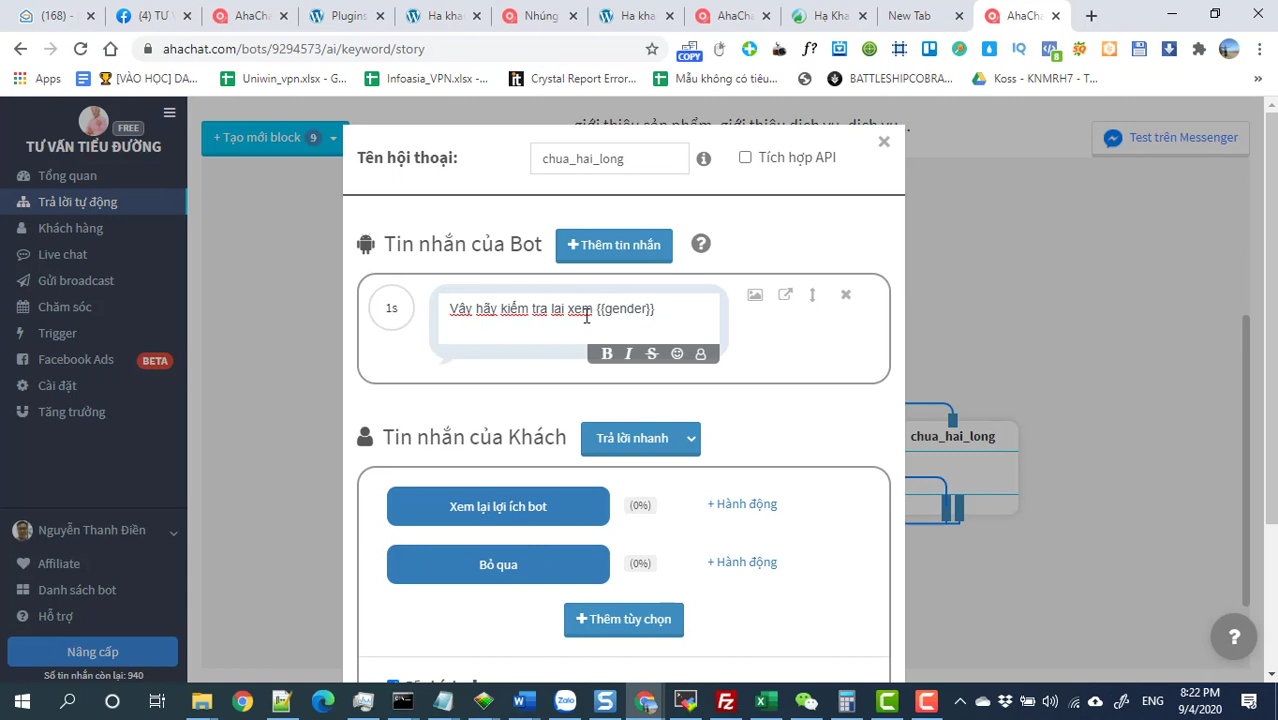 (168) -
(4) TƯ V
AhaCh
Plugins
Ha kha
Nhúng
Ha kha
AhaCh
Ha Kha
New Tab
AhaCh
ahachat.com/bots/9294573/ai/keyword/story
COPY
f?
IQ
8
Apps
[VÀO HỌC] DA...
Uniwin_vpn.xlsx - G...
Infoasia_VPN.xlsx...
it
Crystal Report Error...
Mẫu không có tiêu...
BATTLESHIPCOBRA...
Koss - KNMRH7 - T...
»
FREE
TƯ VẤN TIỂU ĐƯỜNG
Tổng quan
Trả lời tự động
Khách hàng
Live chat
Gửi broadcast
Chăm sóc
Trigger
Facebook Ads BETA
Cài đặt
Tăng trưởng
Nguyễn Thanh Điền
Affiliate
Danh sách bot
Hỗ trợ
Nâng cấp
Số tin nhắn còn lại: 940
+ Tạo mới block 9
giới thiệu sản phẩm, giới thiệu dịch vụ, dịch vụ...
Test trên Messenger
Tên hội thoại:
chua_hai_long
Tích hợp API
Tin nhắn của Bot
Thêm tin nhắn
1s
Vây hãy kiểm tra lai xem {{gender}}
B I S
Tin nhắn của Khách
Trả lời nhanh
Xem lại lợi ích bot
(0%)
+ Hành động
Bỏ qua
(0%)
+ Hành động
Thêm tùy chọn
chua_hai_long
?
ENG
8:22 PM
9/4/2020